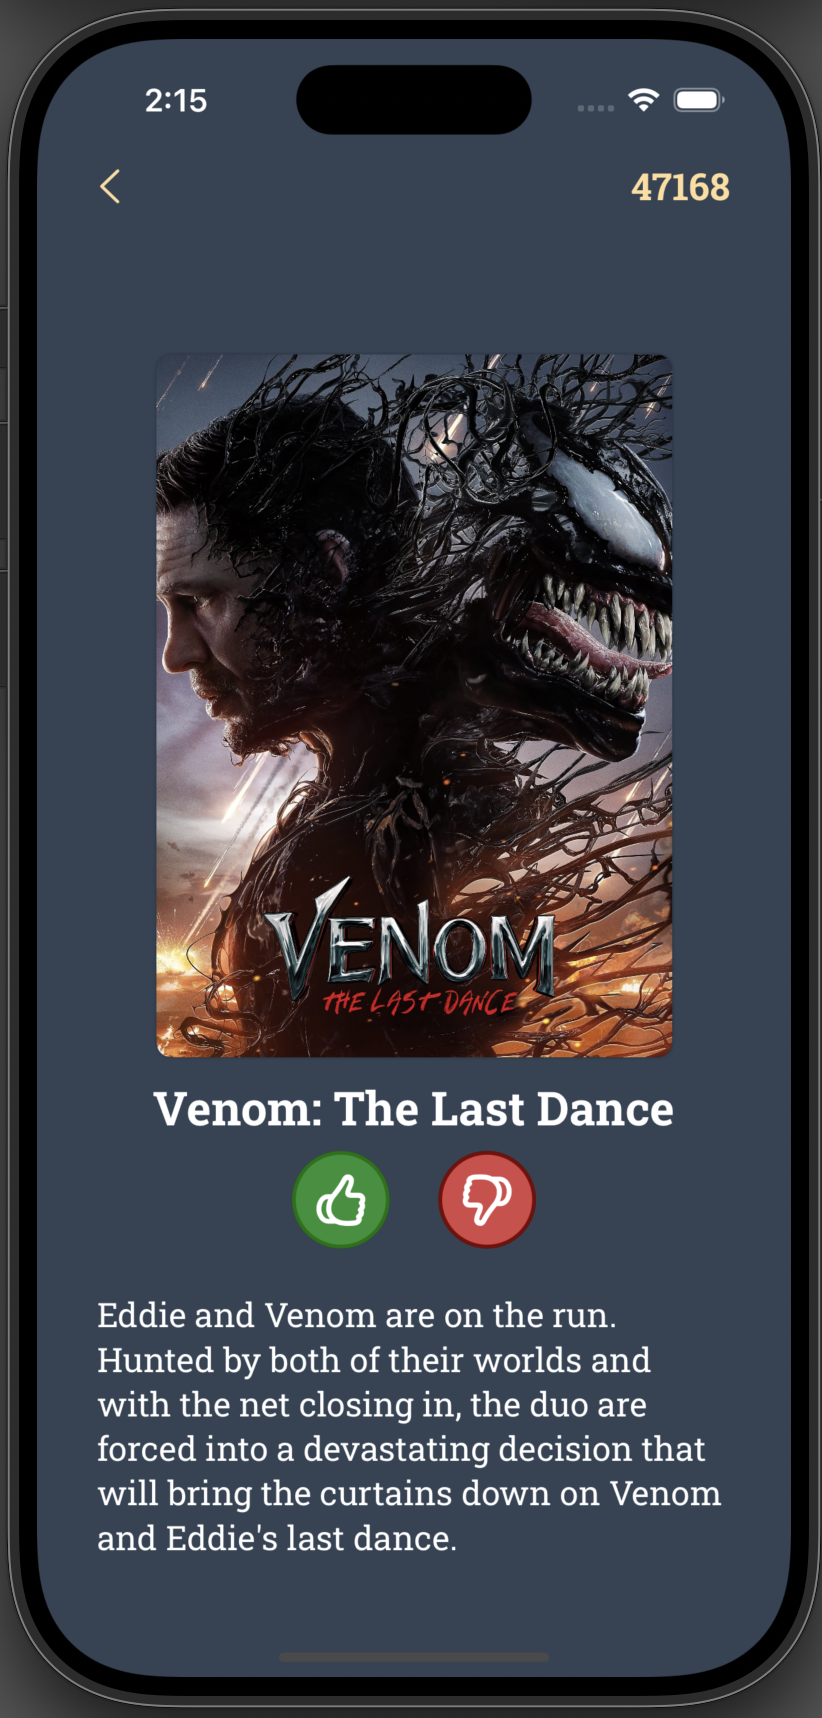 2:15
47168
VENOM
THE LAST DANCE
Venom: The Last Dance
Eddie and Venom are on the run.
Hunted by both of their worlds and
with the net closing in, the duo are
forced into a devastating decision that
will bring the curtains down on Venom
and Eddie's last dance.